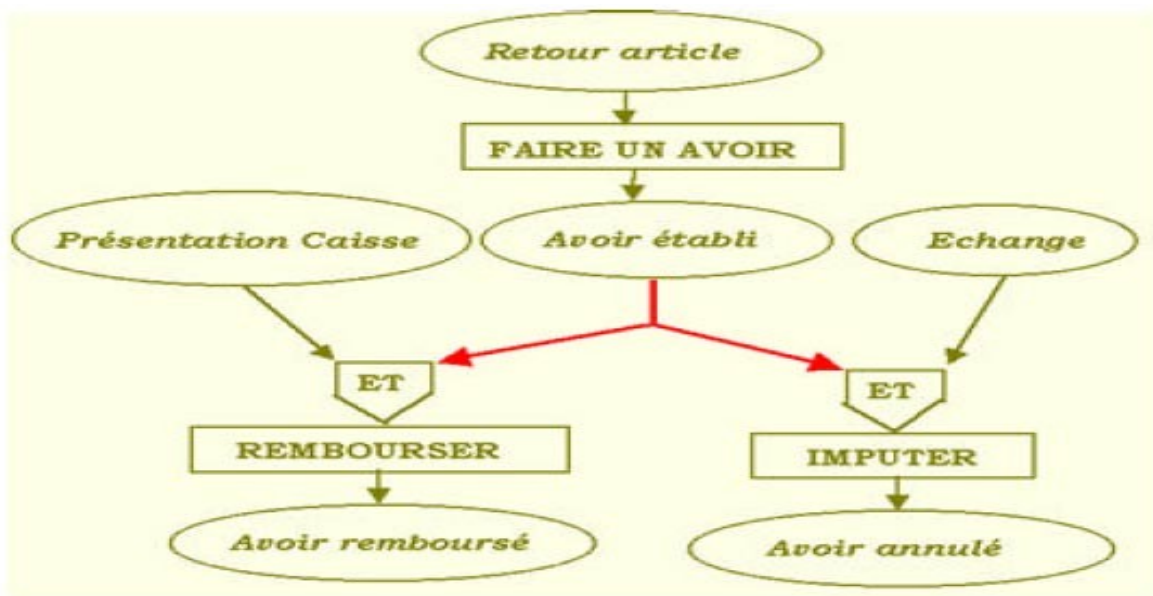 Retour article
FAIRE UN AVOIR
Présentation Caisse
Avoir établi
Echange
ET
ET
REMBOURSER
IMPUTER
Avoir remboursé
Avoir annulé